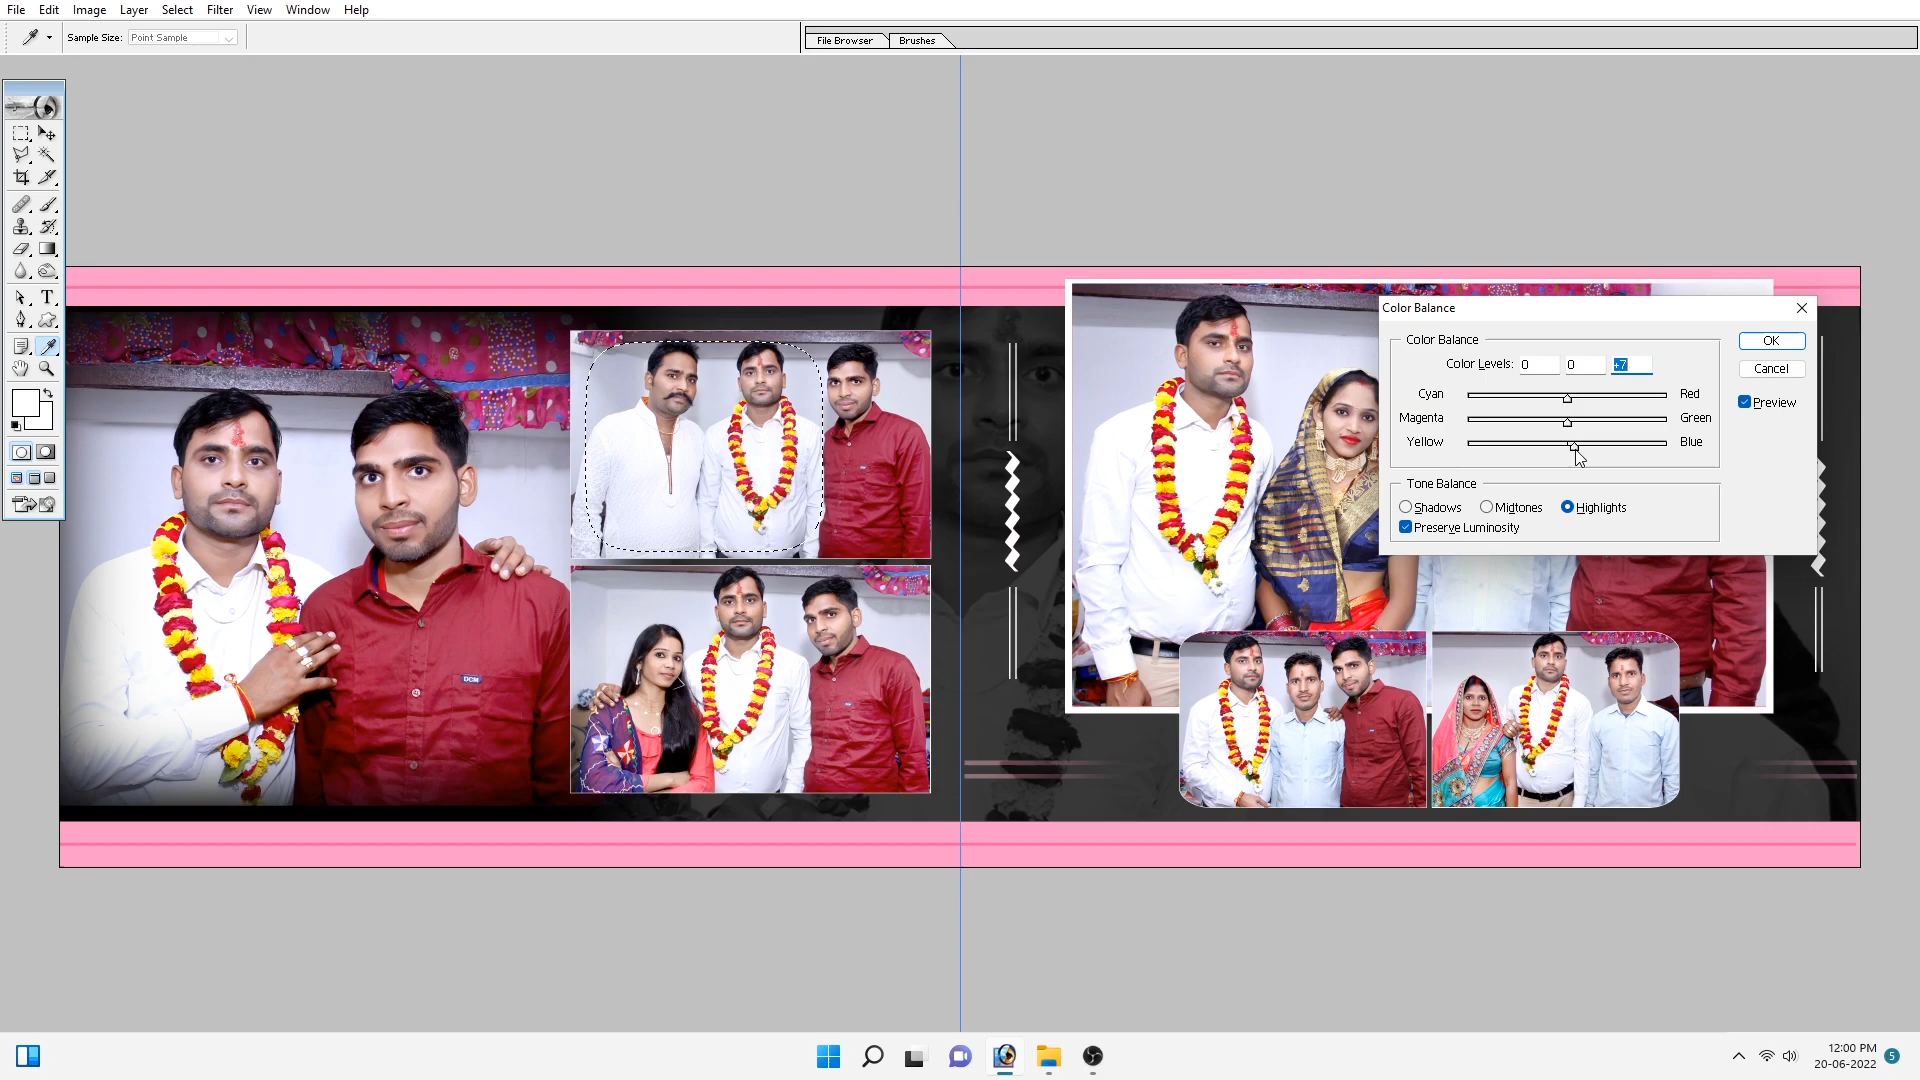 File Edit Image Layer Select Filter View Window Help
Sample Size: Point Sample
File Browser Brushes
Color Balance
Color Balance
OK
Color Levels: 0 0 +7
Cancel
Cyan Red
Preview
Magenta Green
Yellow Blue
Tone Balance
Shadows Midtones Highlights
Preserve Luminosity
DCM
12:00 PM
20-06-2022
5